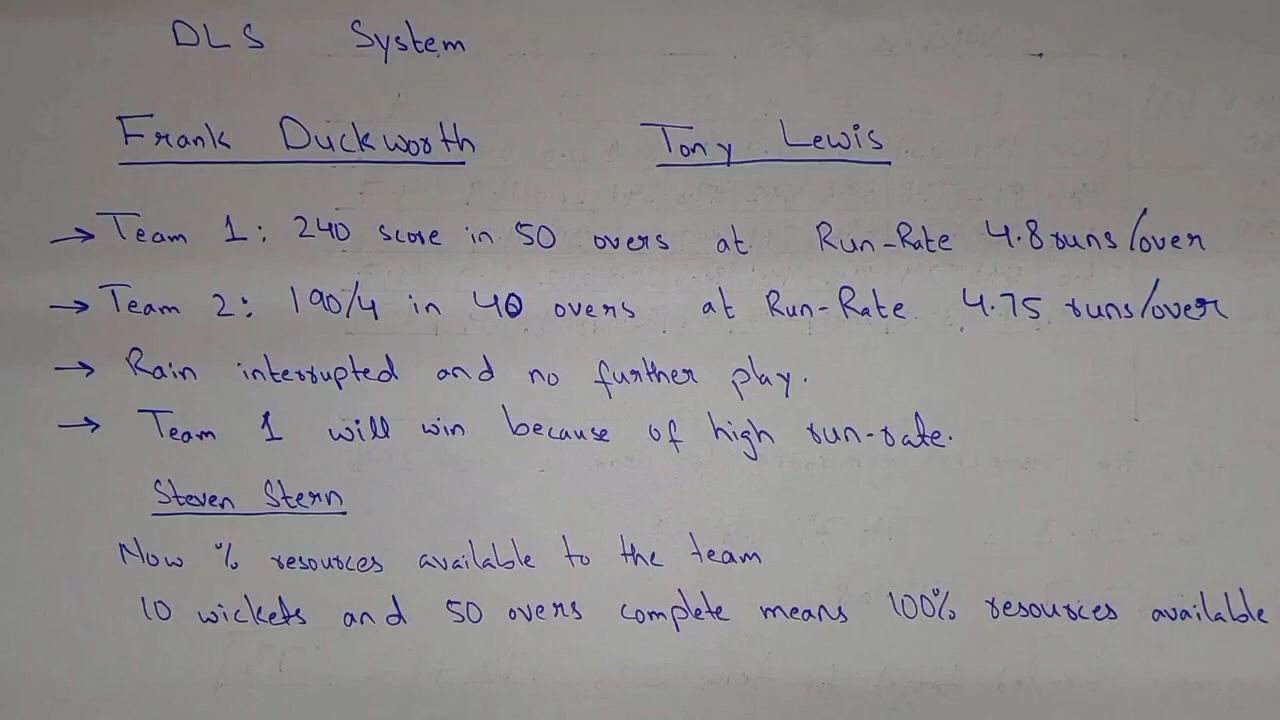 DLS System
Frank Duckworth Tony Lewis
→ Team 1: 240 score in 50 overs at Run-Rate 4.8 runs/over
→ Team 2: 190/4 in 40 overs at Run-Rate 4.75 runs/over
→ Rain interrupted and no further play.
→ Team 1 will win because of high run-rate.
Steven Stern
Now % resources available to the team
10 wickets and 50 overs complete means 100% resources available